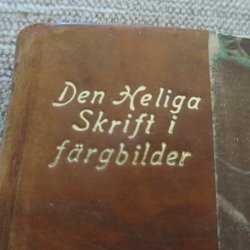 Den Heliga
Skrift i
färgbilder